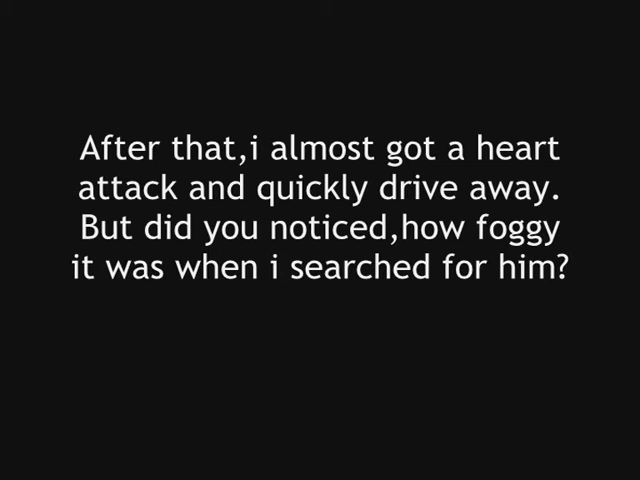 After that,i almost got a heart
attack and quickly drive away.
But did you noticed,how foggy
it was when i searched for him?